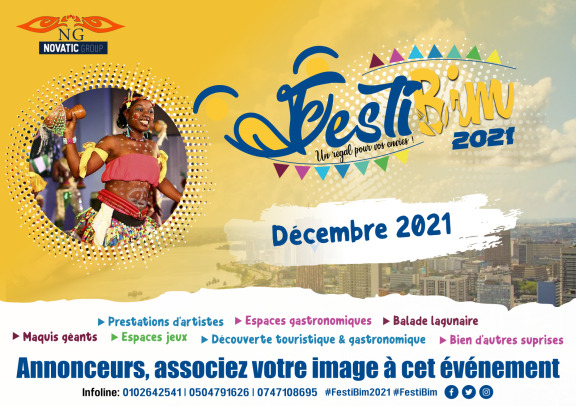 NG
NOVATIC GROUP
FestiBim
2021
Un régal pour vos envies !
Décembre 2021
Prestations d'artistes Espaces gastronomiques Balade lagunaire
Maquis géants Espaces jeux Découverte touristique & gastronomique Bien d'autres suprises
Annonceurs, associez votre image à cet événement
Infoline: 0102642541 | 0504791626 | 0747108695 #FestiBim2021 #FestiBim